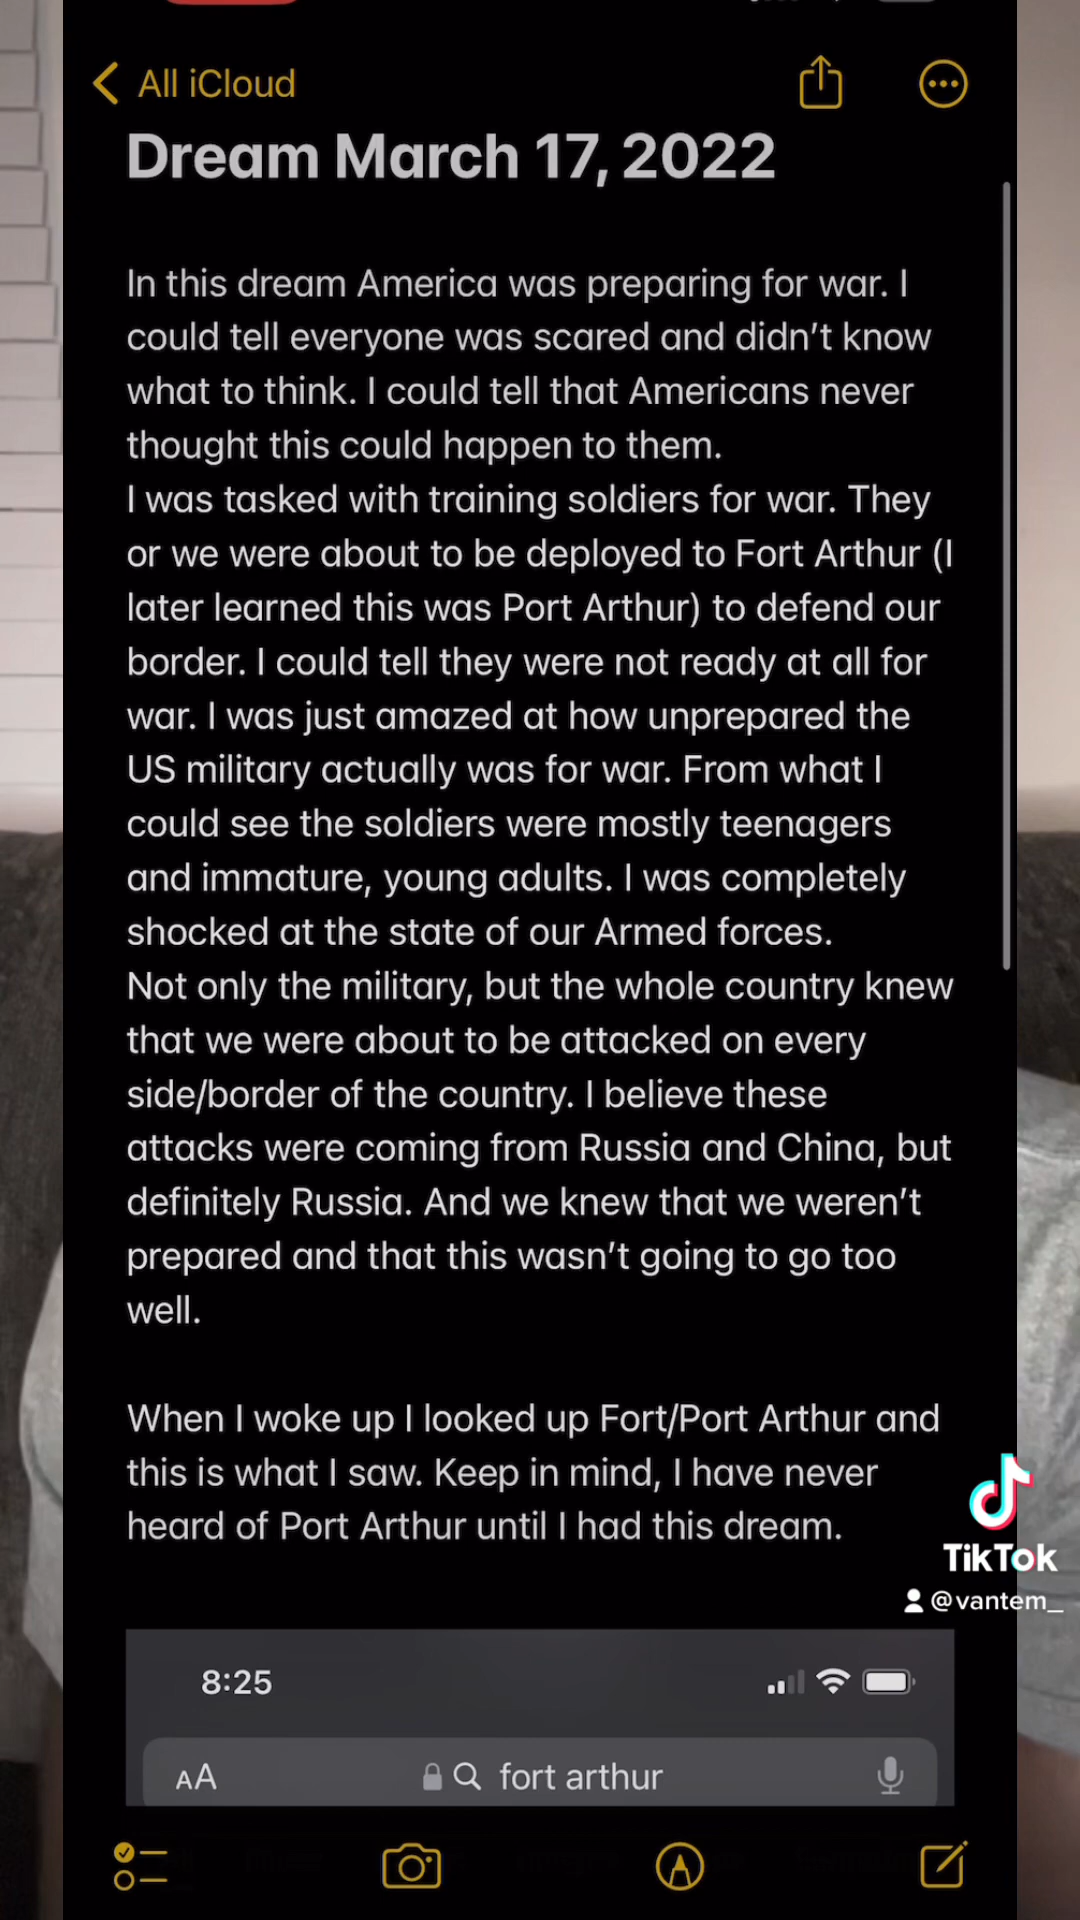 All iCloud
Dream March 17, 2022
In this dream America was preparing for war. I
could tell everyone was scared and didn’t know
what to think. I could tell that Americans never
thought this could happen to them.
I was tasked with training soldiers for war. They
or we were about to be deployed to Fort Arthur (I
later learned this was Port Arthur) to defend our
border. I could tell they were not ready at all for
war. I was just amazed at how unprepared the
US military actually was for war. From what I
could see the soldiers were mostly teenagers
and immature, young adults. I was completely
shocked at the state of our Armed forces.
Not only the military, but the whole country knew
that we were about to be attacked on every
side/border of the country. I believe these
attacks were coming from Russia and China, but
definitely Russia. And we knew that we weren’t
prepared and that this wasn’t going to go too
well.
When I woke up I looked up Fort/Port Arthur and
this is what I saw. Keep in mind, I have never
heard of Port Arthur until I had this dream.
TikTok
@vantem_
8:25
AA fort arthur